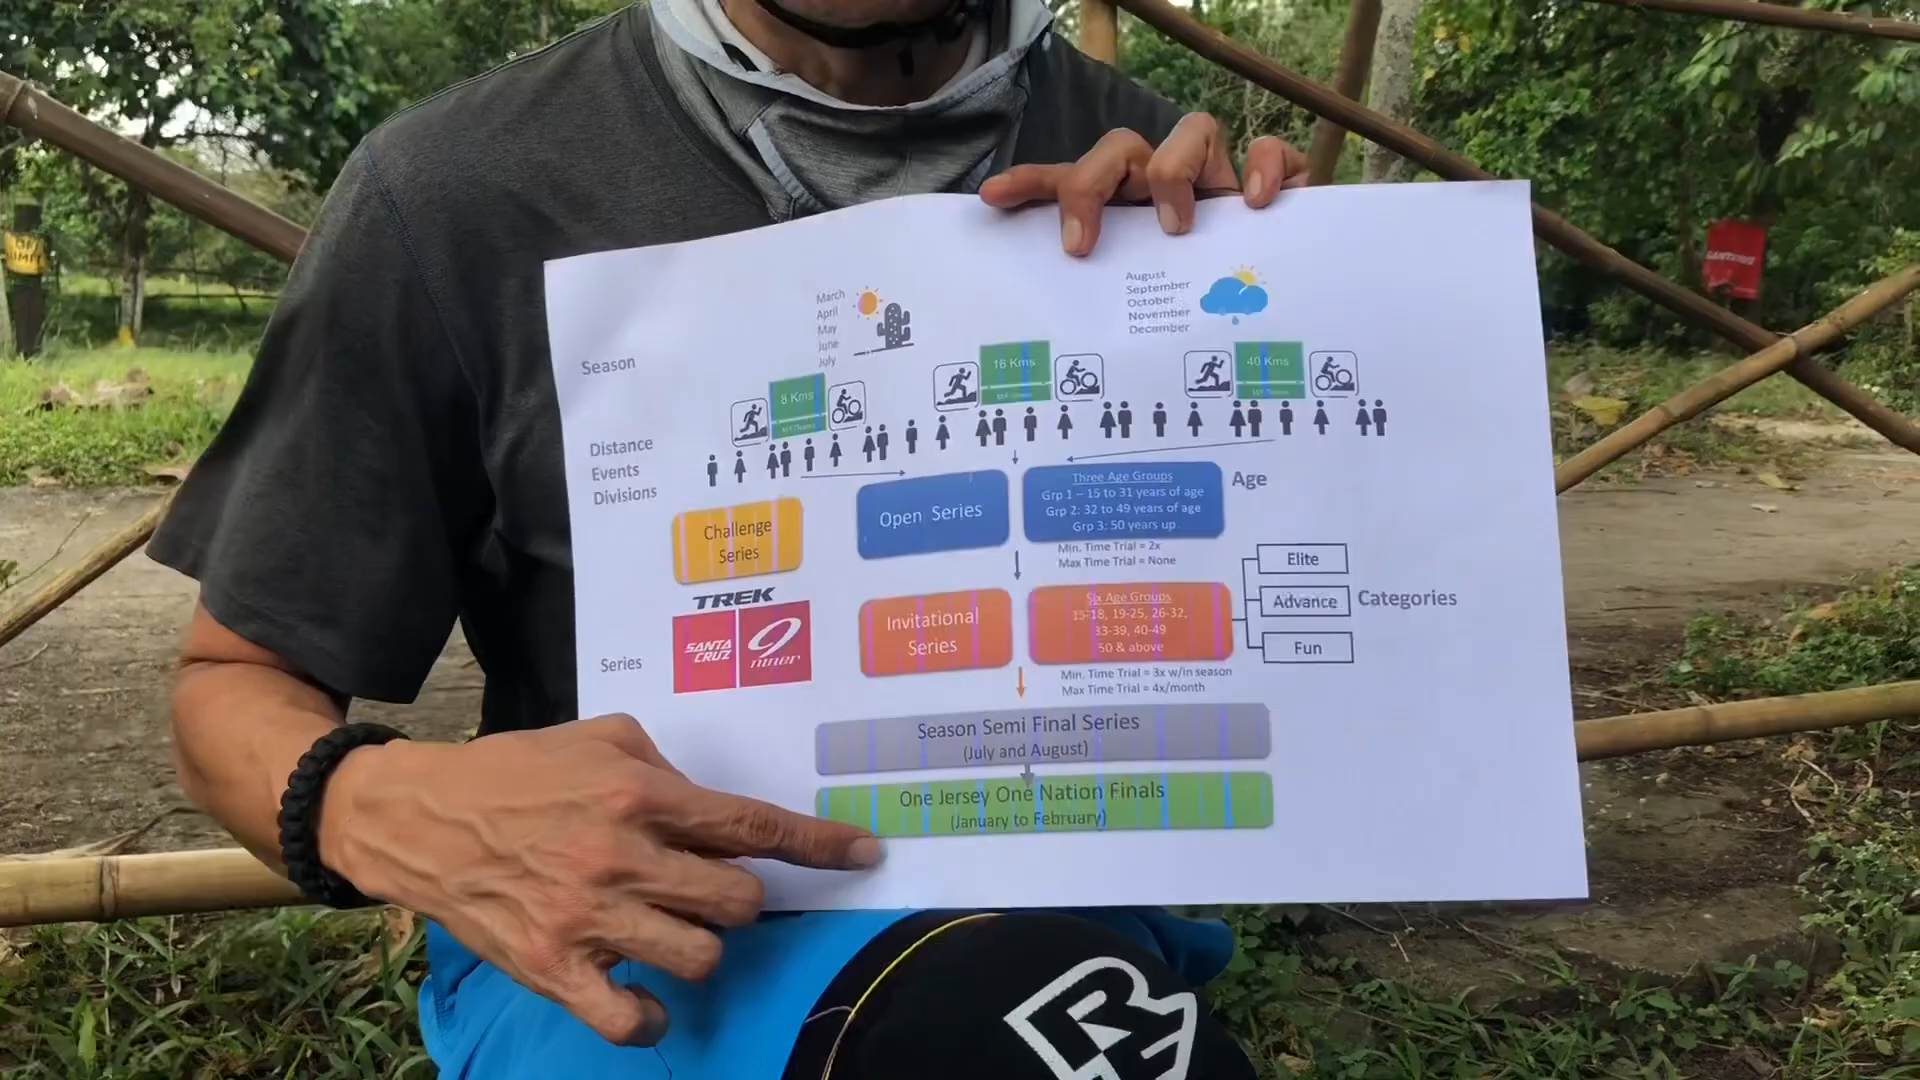 March
April
May
June
July
August
September
October
November
December
Season
8 Kms
16 Kms
40 Kms
Distance
Events
Divisions
Challenge
Series
Open Series
Three Age Groups
Grp 1 – 15 to 31 years of age
Grp 2: 32 to 49 years of age
Grp 3: 50 years up
Age
Min. Time Trial = 2x
Max Time Trial = None
TREK
SANTA
CRUZ
9
niner
Series
Invitational
Series
Six Age Groups
15-18, 19-25, 26-32,
33-39, 40-49
50 & above
Elite
Advance
Fun
Categories
Min. Time Trial = 3x w/in season
Max Time Trial = 4x/month
Season Semi Final Series
(July and August)
One Jersey One Nation Finals
(January to February)